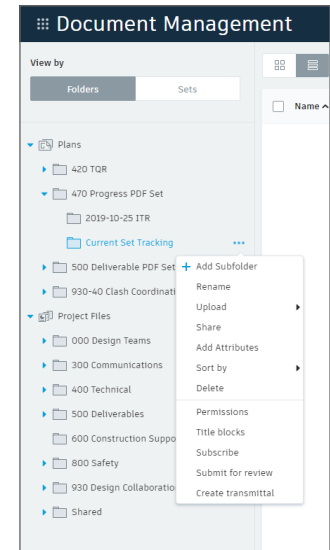 Document Management
View by
Folders
Sets
Name
Plans
420 TQR
470 Progress PDF Set
2019-10-25 ITR
Current Set Tracking
500 Deliverable PDF Set
930-40 Clash Coordinati
Project Files
000 Design Teams
300 Communications
400 Technical
500 Deliverables
600 Construction Suppo
800 Safety
930 Design Collaboratio
Shared
Add Subfolder
Rename
Upload
Share
Add Attributes
Sort by
Delete
Permissions
Title blocks
Subscribe
Submit for review
Create transmittal